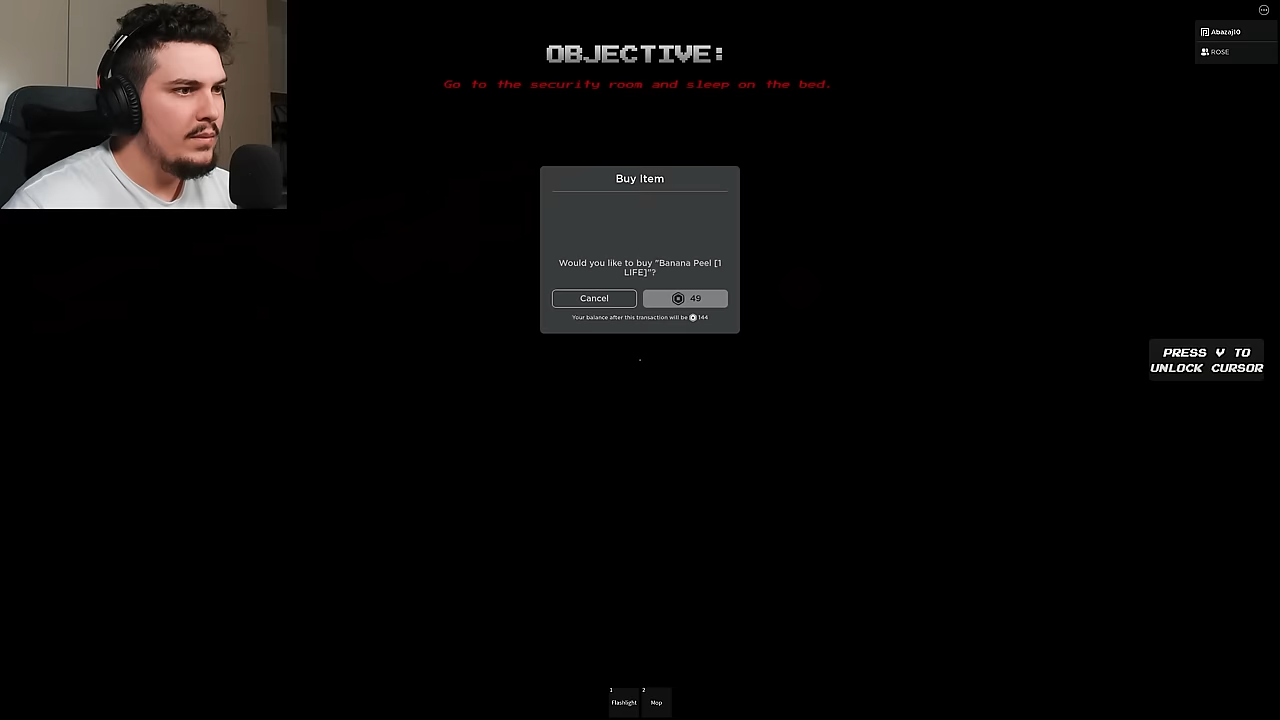 OBJECTIVE:
Go to the security room and sleep on the bed.
Abazaj10
ROSE
Buy Item
Would you like to buy "Banana Peel [1
LIFE]"?
Cancel
49
Your balance after this transaction will be 144
PRESS V TO
UNLOCK CURSOR
1
Flashlight
2
Mop